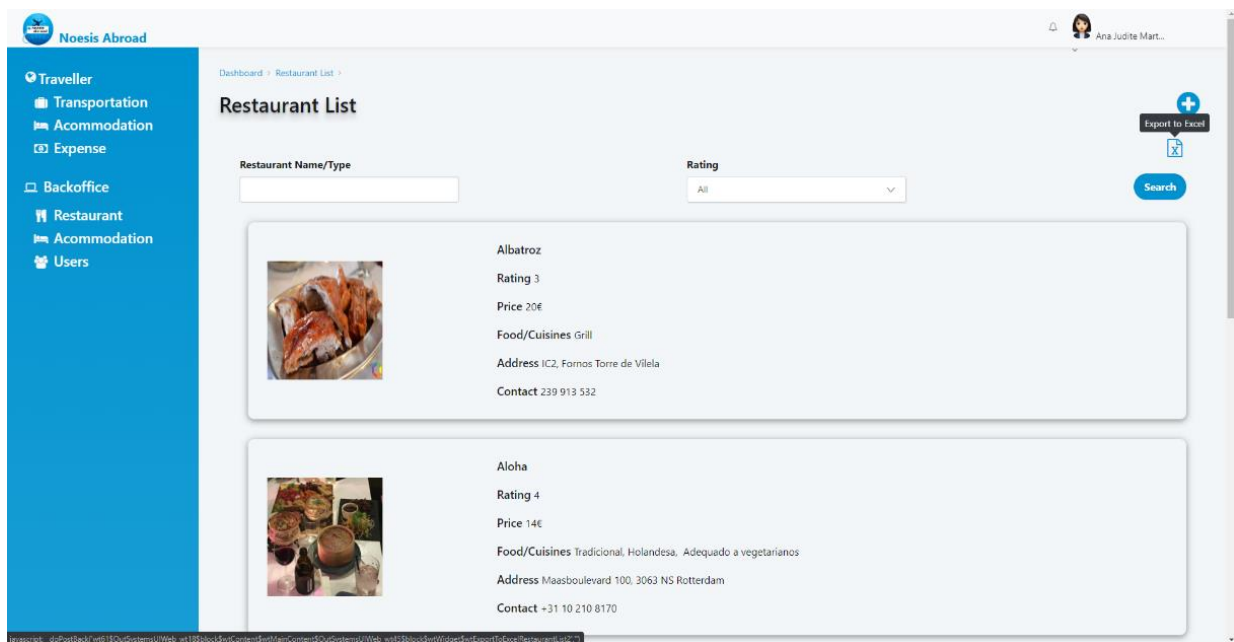 Noesis Abroad
Ana Judite Mart...
Traveller
Transportation
Acommodation
Expense
Backoffice
Restaurant
Acommodation
Users
Dashboard > Restaurant List >
Restaurant List
Export to Excel
Restaurant Name/Type
Rating
All
Search
Albatroz
Rating 3
Price 20€
Food/Cuisines Grill
Address IC2, Fornos Torre de Vilela
Contact 239 913 532
Aloha
Rating 4
Price 14€
Food/Cuisines Tradicional, Holandesa, Adequado a vegetarianos
Address Maasboulevard 100, 3063 NS Rotterdam
Contact +31 10 210 8170